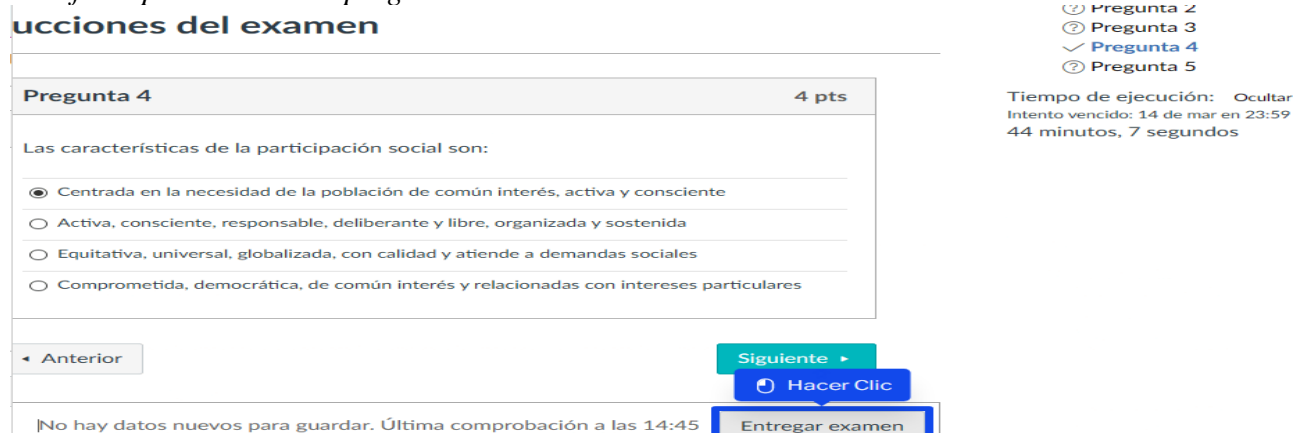 ucciones del examen
Pregunta 4 4 pts
Las características de la participación social son:
Centrada en la necesidad de la población de común interés, activa y consciente
Activa, consciente, responsable, deliberante y libre, organizada y sostenida
Equitativa, universal, globalizada, con calidad y atiende a demandas sociales
Comprometida, democrática, de común interés y relacionadas con intereses particulares
Anterior
Siguiente
Hacer Clic
No hay datos nuevos para guardar. Última comprobación a las 14:45
Entregar examen
Pregunta 2
Pregunta 3
Pregunta 4
Pregunta 5
Tiempo de ejecución: Ocultar
Intento vencido: 14 de mar en 23:59
44 minutos, 7 segundos